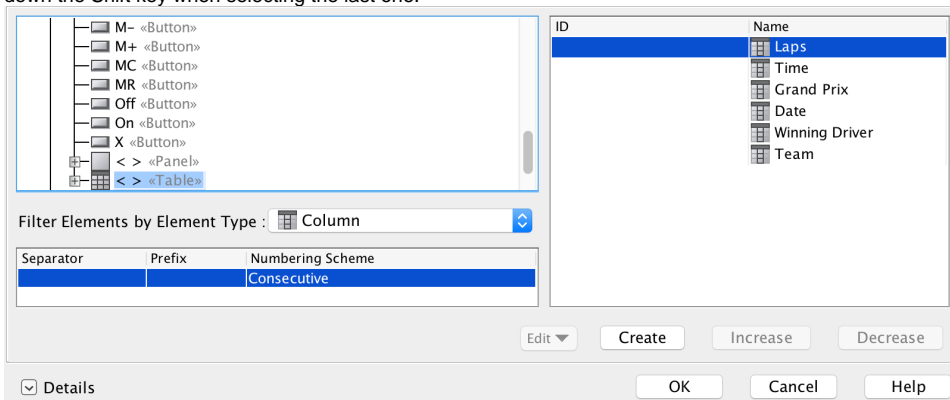 down the Shift key when selecting the last one.
M- «Button»
M+ «Button»
MC «Button»
MR «Button»
Off «Button»
On «Button»
X «Button»
< > «Panel»
< > «Table»
Filter Elements by Element Type : Column
Separator Prefix Numbering Scheme
Consecutive
ID Name
Laps
Time
Grand Prix
Date
Winning Driver
Team
Edit Create Increase Decrease
Details OK Cancel Help